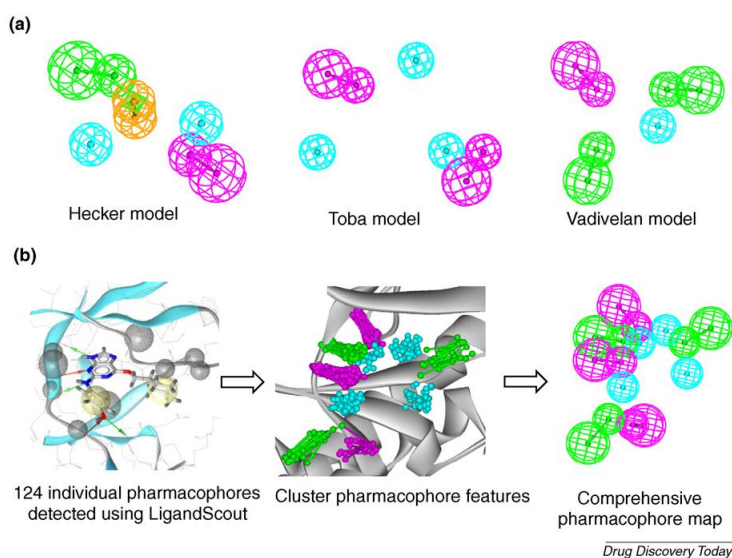 (a)
Hecker model
Toba model
Vadivelan model
(b)
124 individual pharmacophores
detected using LigandScout
Cluster pharmacophore features
Comprehensive
pharmacophore map
Drug Discovery Today